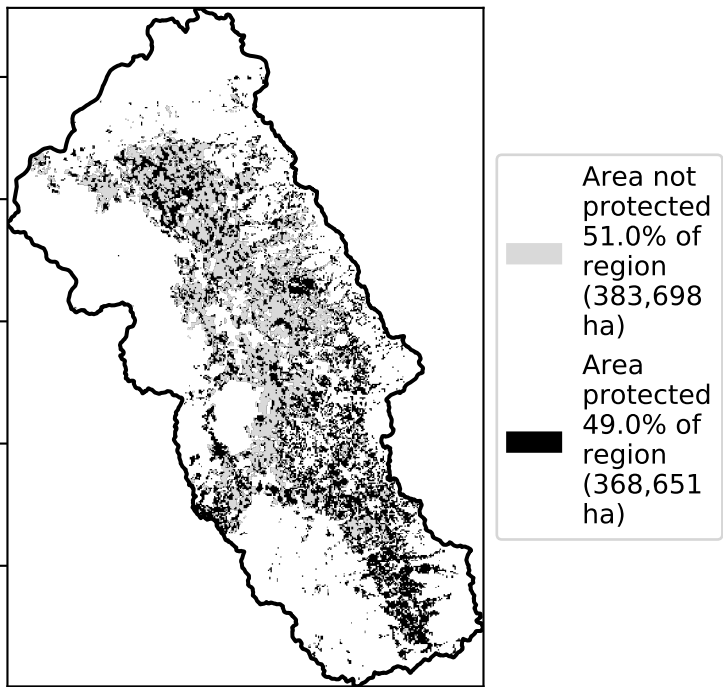 Area not
protected
51.0% of
region
(383,698
ha)
Area
protected
49.0% of
region
(368,651
ha)